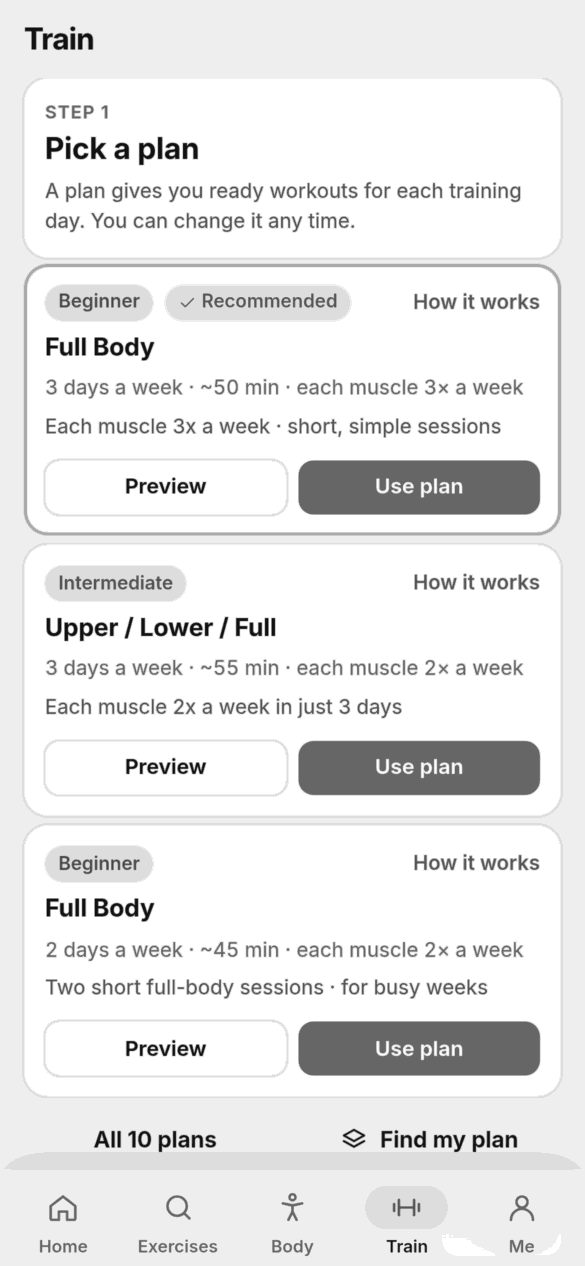 Train
STEP 1
Pick a plan
A plan gives you ready workouts for each training
day. You can change it any time.
Beginner
✓ Recommended
How it works
Full Body
3 days a week · ~50 min · each muscle 3× a week
Each muscle 3x a week · short, simple sessions
Preview
Use plan
Intermediate
How it works
Upper / Lower / Full
3 days a week · ~55 min · each muscle 2× a week
Each muscle 2x a week in just 3 days
Preview
Use plan
Beginner
How it works
Full Body
2 days a week · ~45 min · each muscle 2× a week
Two short full-body sessions · for busy weeks
Preview
Use plan
All 10 plans
Find my plan
Home
Exercises
Body
Train
Me